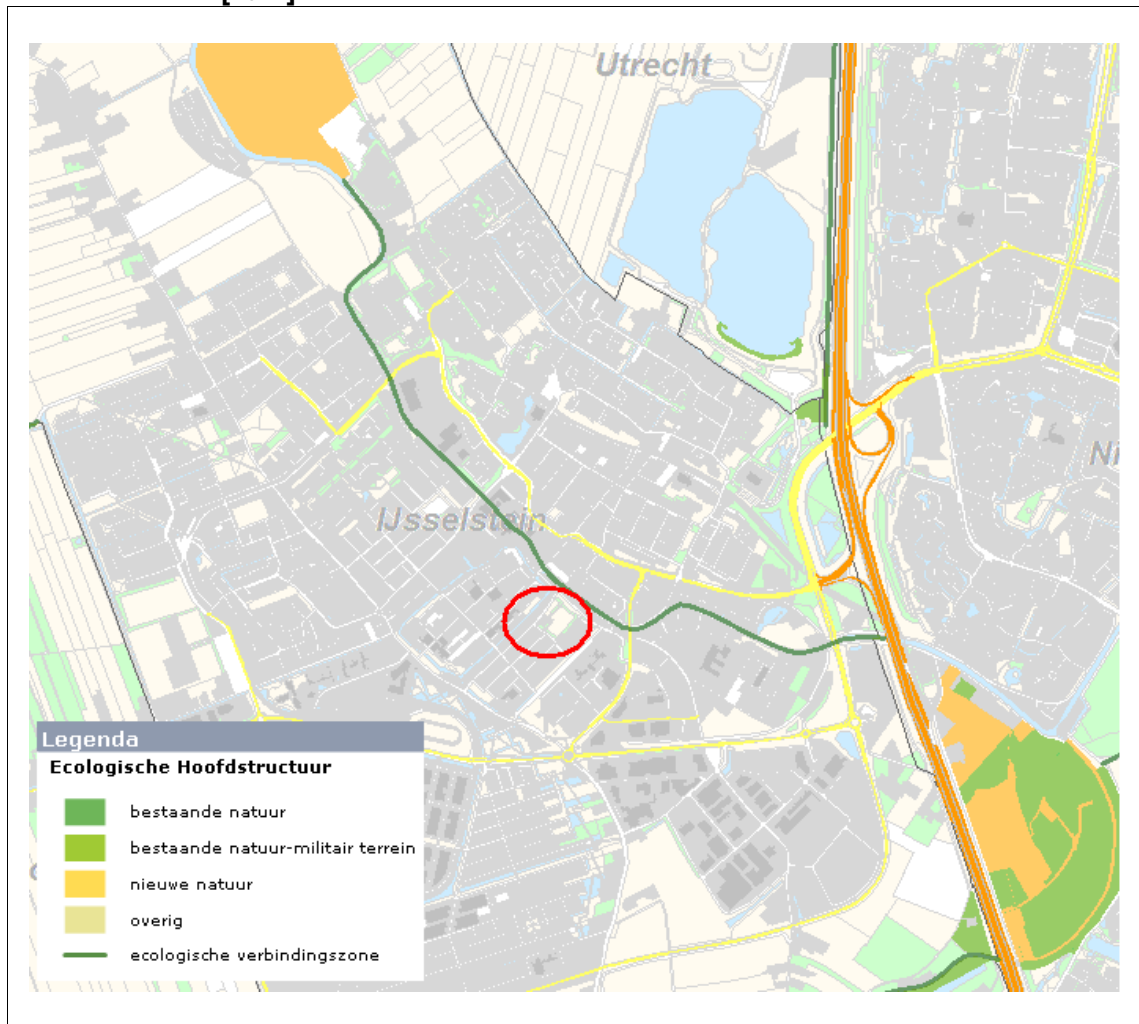 Utrecht
IJsselstein
Legenda
Ecologische Hoofdstructuur
bestaande natuur
bestaande natuur-militair terrein
nieuwe natuur
overig
ecologische verbindingszone